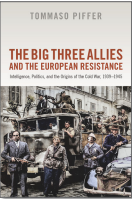 TOMMASO PIFFER
THE BIG THREE ALLIES
AND THE EUROPEAN RESISTANCE
Intelligence, Politics, and the Origins of the Cold War, 1939–1945